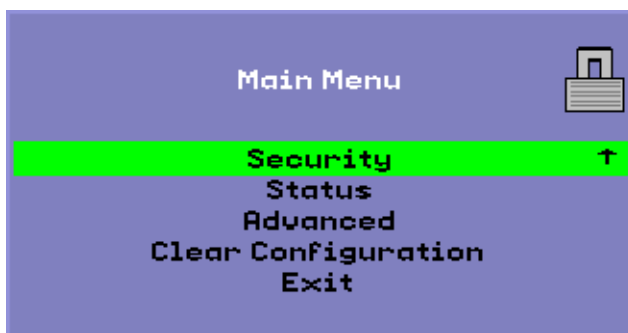 Main Menu
Security ↑
Status
Advanced
Clear Configuration
Exit